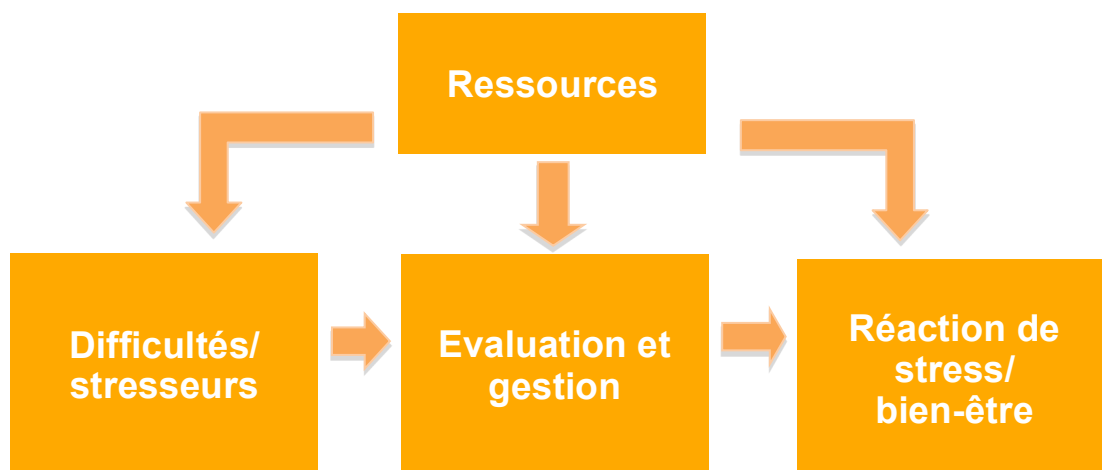 Ressources
Difficultés/
stresseurs
Evaluation et
gestion
Réaction de
stress/
bien-être